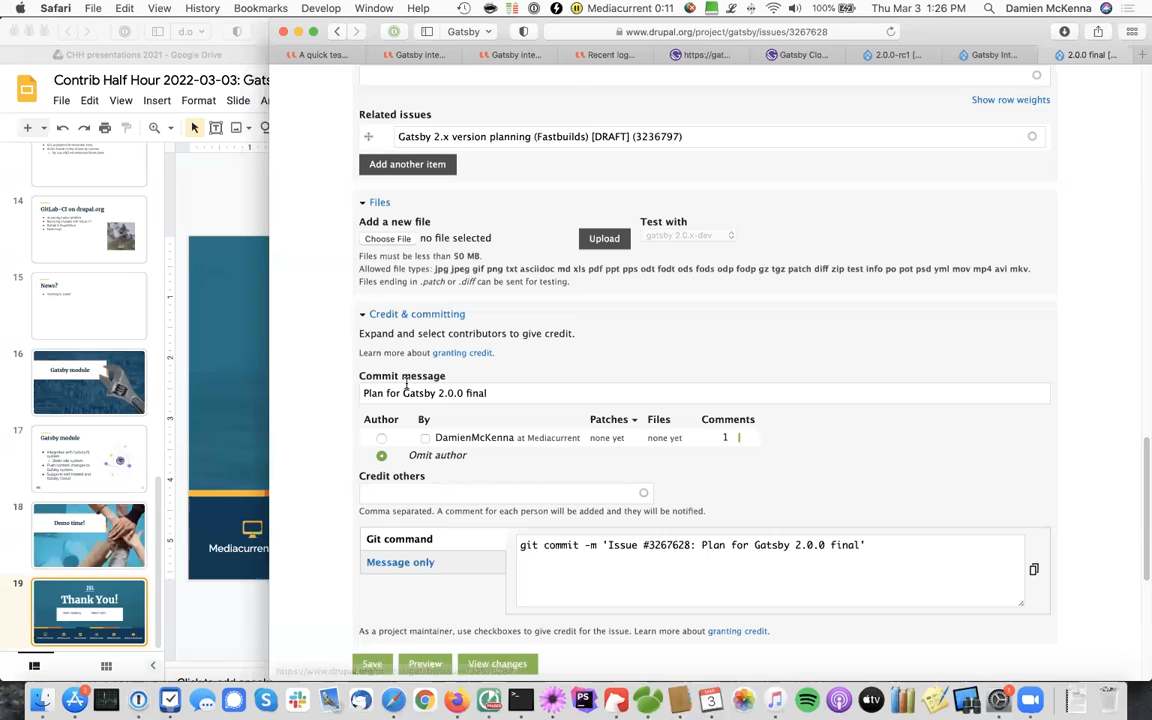 Safari File Edit View History Bookmarks Develop Window Help
Mediacurrent 0:11 100% Thu Mar 3 1:26 PM Damien McKenna
d.o
Gatsby
www.drupal.org/project/gatsby/issues/3267628
CHH presentations 2021 - Google Drive
A quick tes...
Gatsby inte...
Gatsby inte...
Recent log...
https://gat...
Gatsby Clo...
2.0.0-rc1 [...
Gatsby Int...
2.0.0 final [...
Contrib Half Hour 2022-03-03: Gats
File Edit View Insert Format Slide
Show row weights
Related issues
Gatsby 2.x version planning (Fastbuilds) [DRAFT] (3236797)
Add another item
Files
Add a new file
Test with
Choose File no file selected
Upload
gatsby 2.0.x-dev
Files must be less than 50 MB.
Allowed file types: jpg jpeg gif png txt asciidoc md xls pdf ppt pps odt fodt ods fods odp fodp gz tgz patch diff zip test info po pot psd yml mov mp4 avi mkv.
Files ending in .patch or .diff can be sent for testing.
Credit & committing
Expand and select contributors to give credit.
Learn more about granting credit.
Commit message
Plan for Gatsby 2.0.0 final
Author By Patches Files Comments
DamienMcKenna at Mediacurrent none yet none yet 1
Omit author
Credit others
Comma separated. A comment for each person will be added and they will be notified.
Git command
Message only
git commit -m 'Issue #3267628: Plan for Gatsby 2.0.0 final'
As a project maintainer, use checkboxes to give credit for the issue. Learn more about granting credit.
Save Preview View changes
14
GitLab-CI on drupal.org
15
News?
16
Gatsby module
17
Gatsby module
18
Demo time!
19
Thank You!
Mediacurren